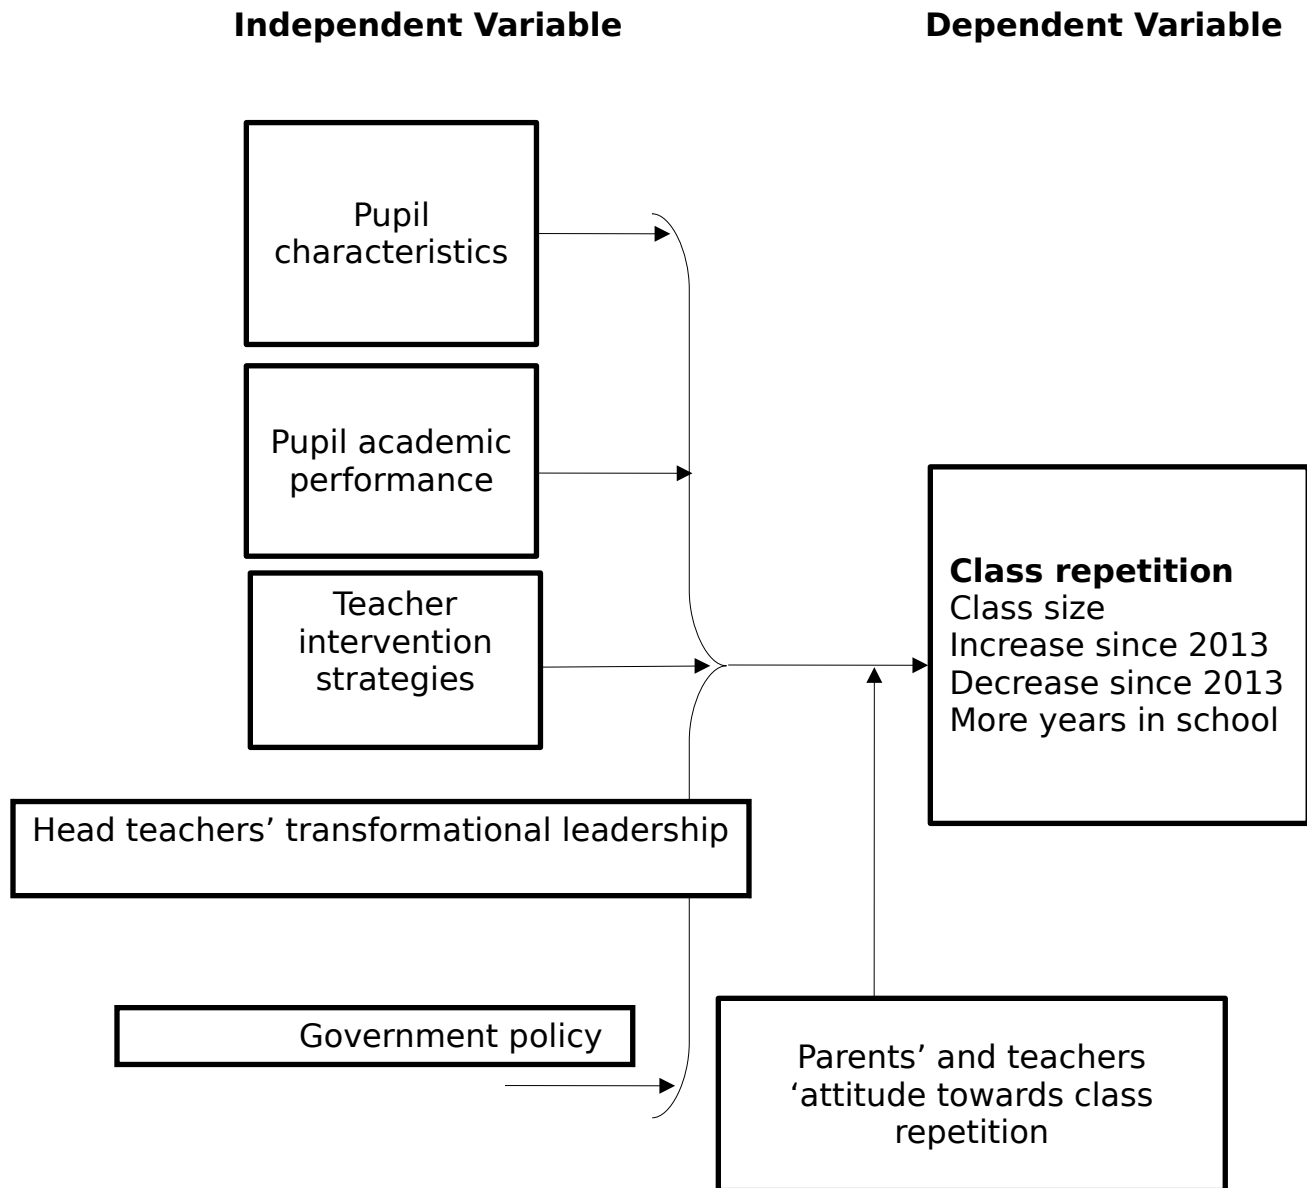 Independent Variable
Dependent Variable
Pupil
characteristics
Pupil academic
performance
Teacher
intervention
strategies
Class repetition
Class size
Increase since 2013
Decrease since 2013
More years in school
Head teachers’ transformational leadership
Government policy
Parents’ and teachers
‘attitude towards class
repetition